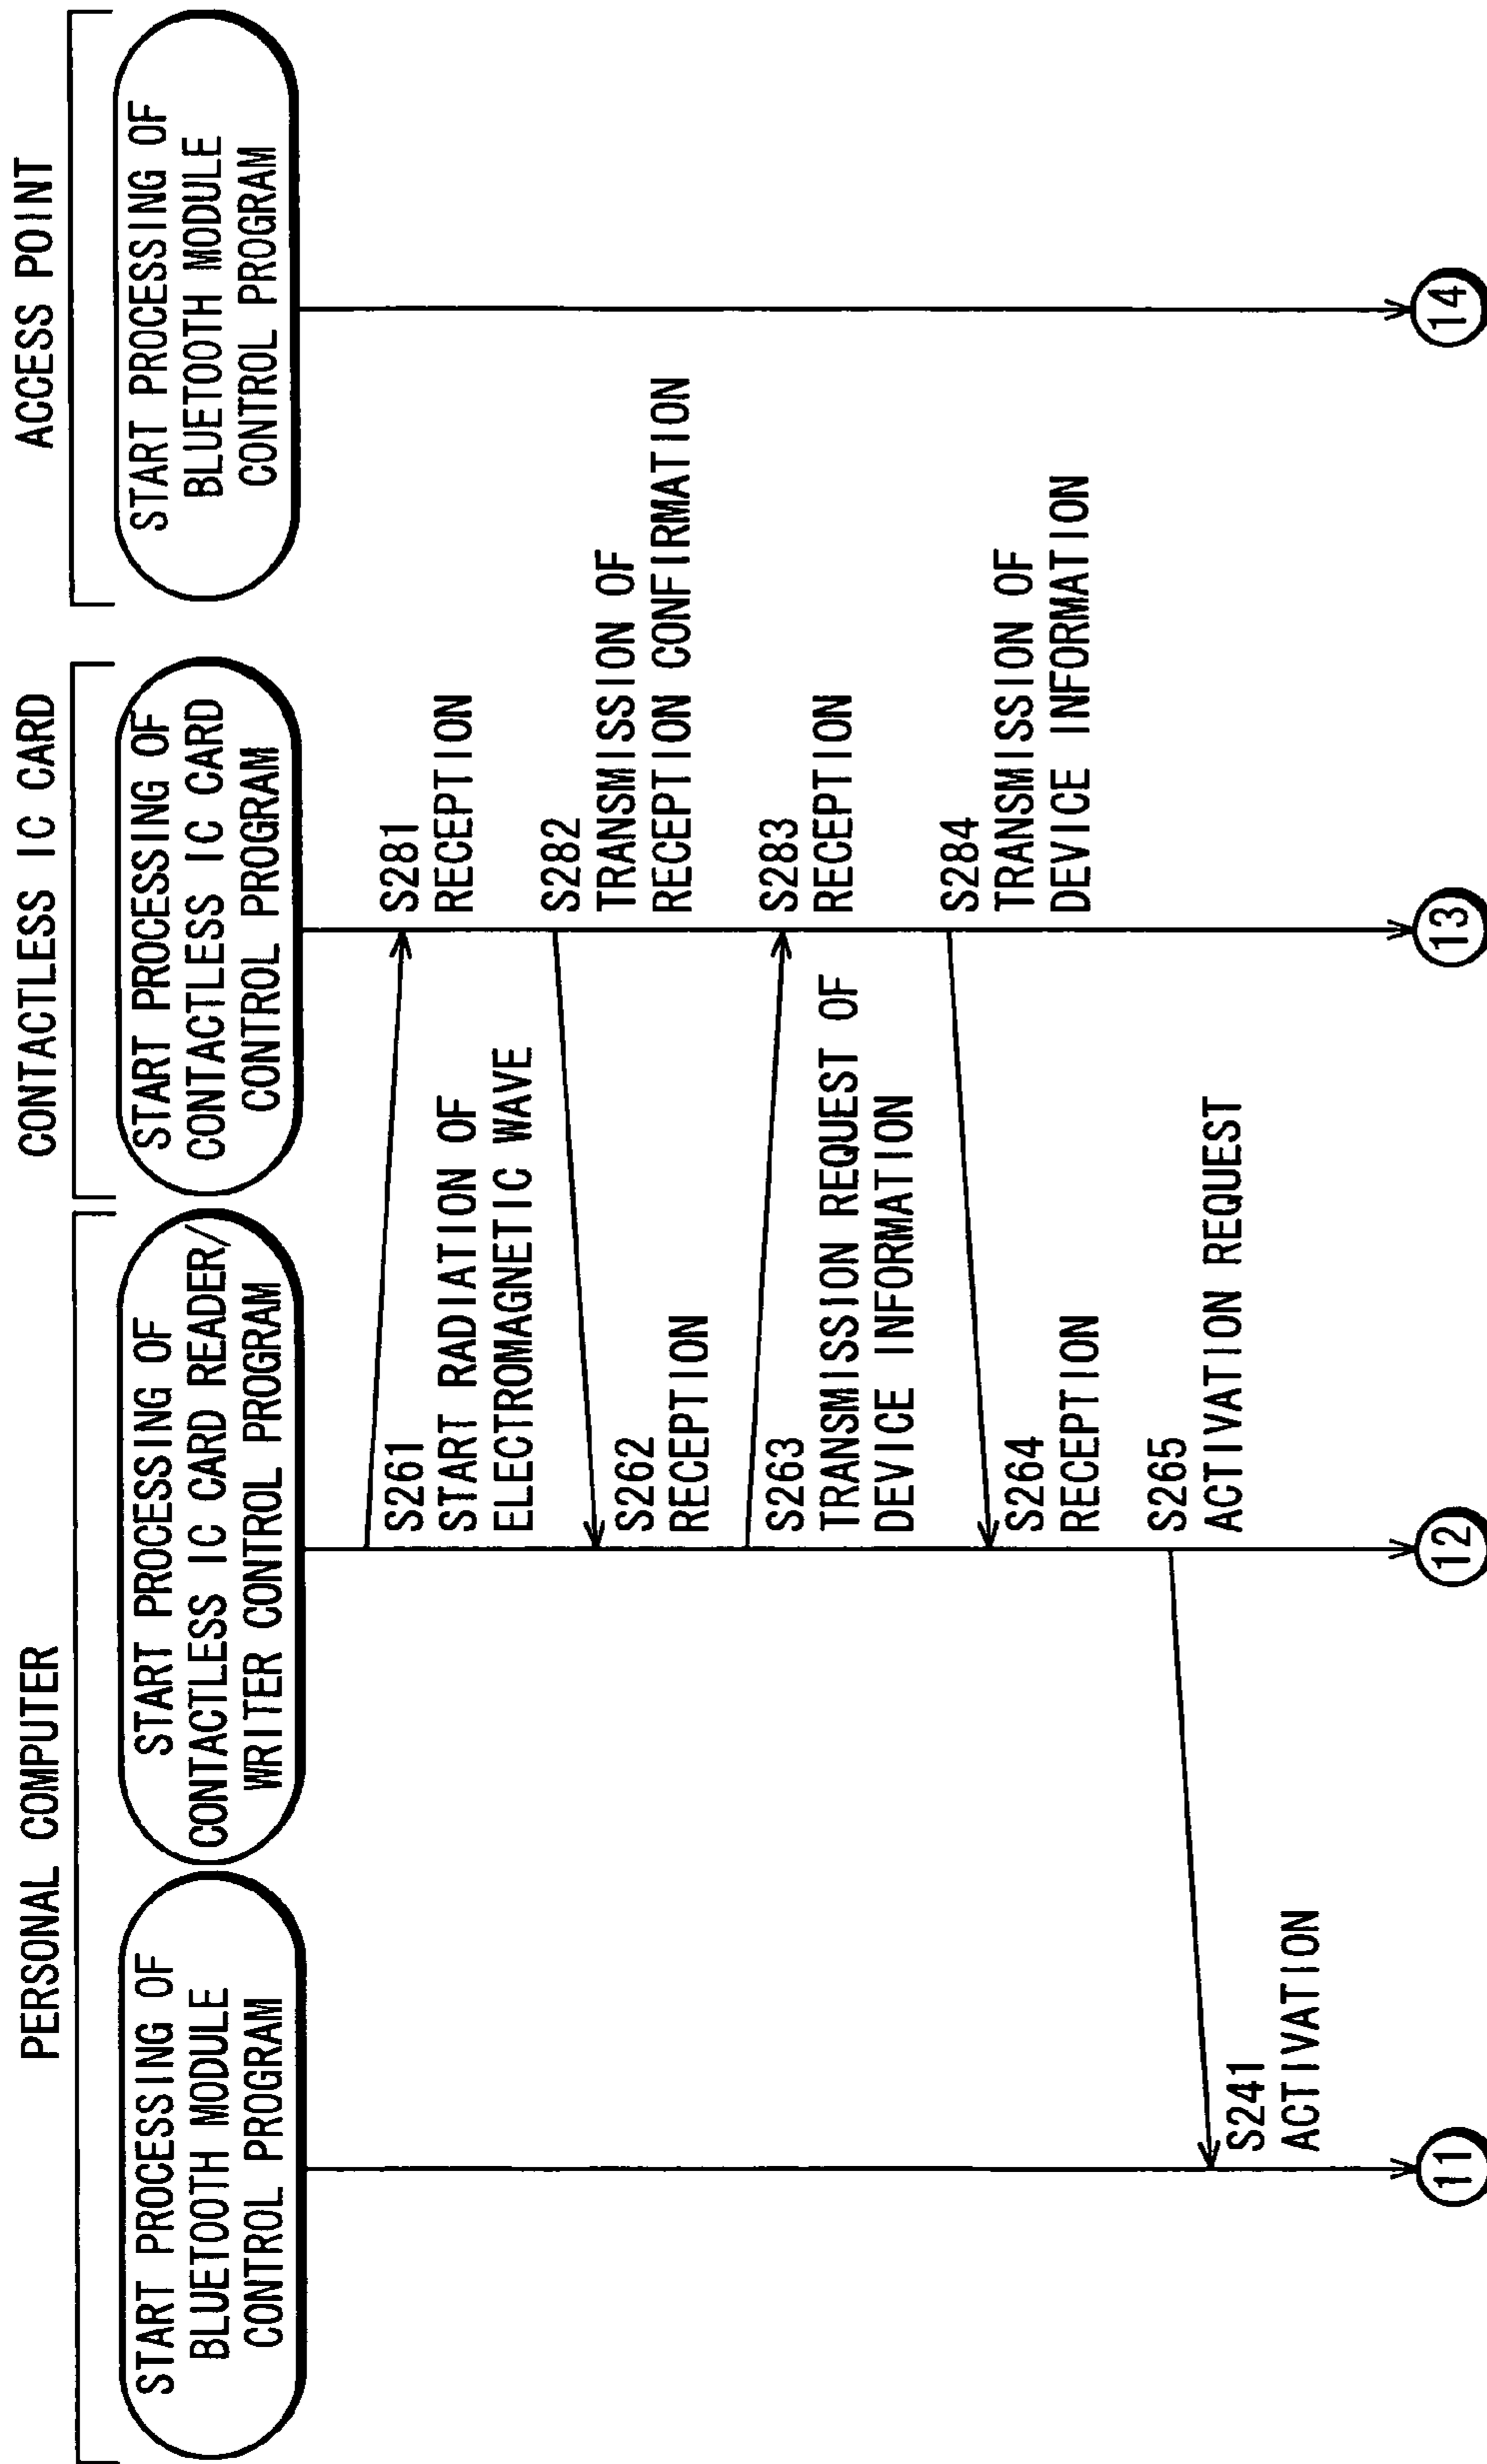 PERSONAL COMPUTER
START PROCESSING OF
BLUETOOTH MODULE
CONTROL PROGRAM
START PROCESSING OF
CONTACTLESS IC CARD READER/
WRITER CONTROL PROGRAM
CONTACTLESS IC CARD
START PROCESSING OF
CONTACTLESS IC CARD
CONTROL PROGRAM
ACCESS POINT
START PROCESSING OF
BLUETOOTH MODULE
CONTROL PROGRAM
S261
START RADIATION OF
ELECTROMAGNETIC WAVE
S281
RECEPTION
S282
TRANSMISSION OF
RECEPTION CONFIRMATION
S262
RECEPTION
S263
TRANSMISSION REQUEST OF
DEVICE INFORMATION
S283
RECEPTION
S284
TRANSMISSION OF
DEVICE INFORMATION
S264
RECEPTION
S265
ACTIVATION REQUEST
S241
ACTIVATION
11
12
13
14